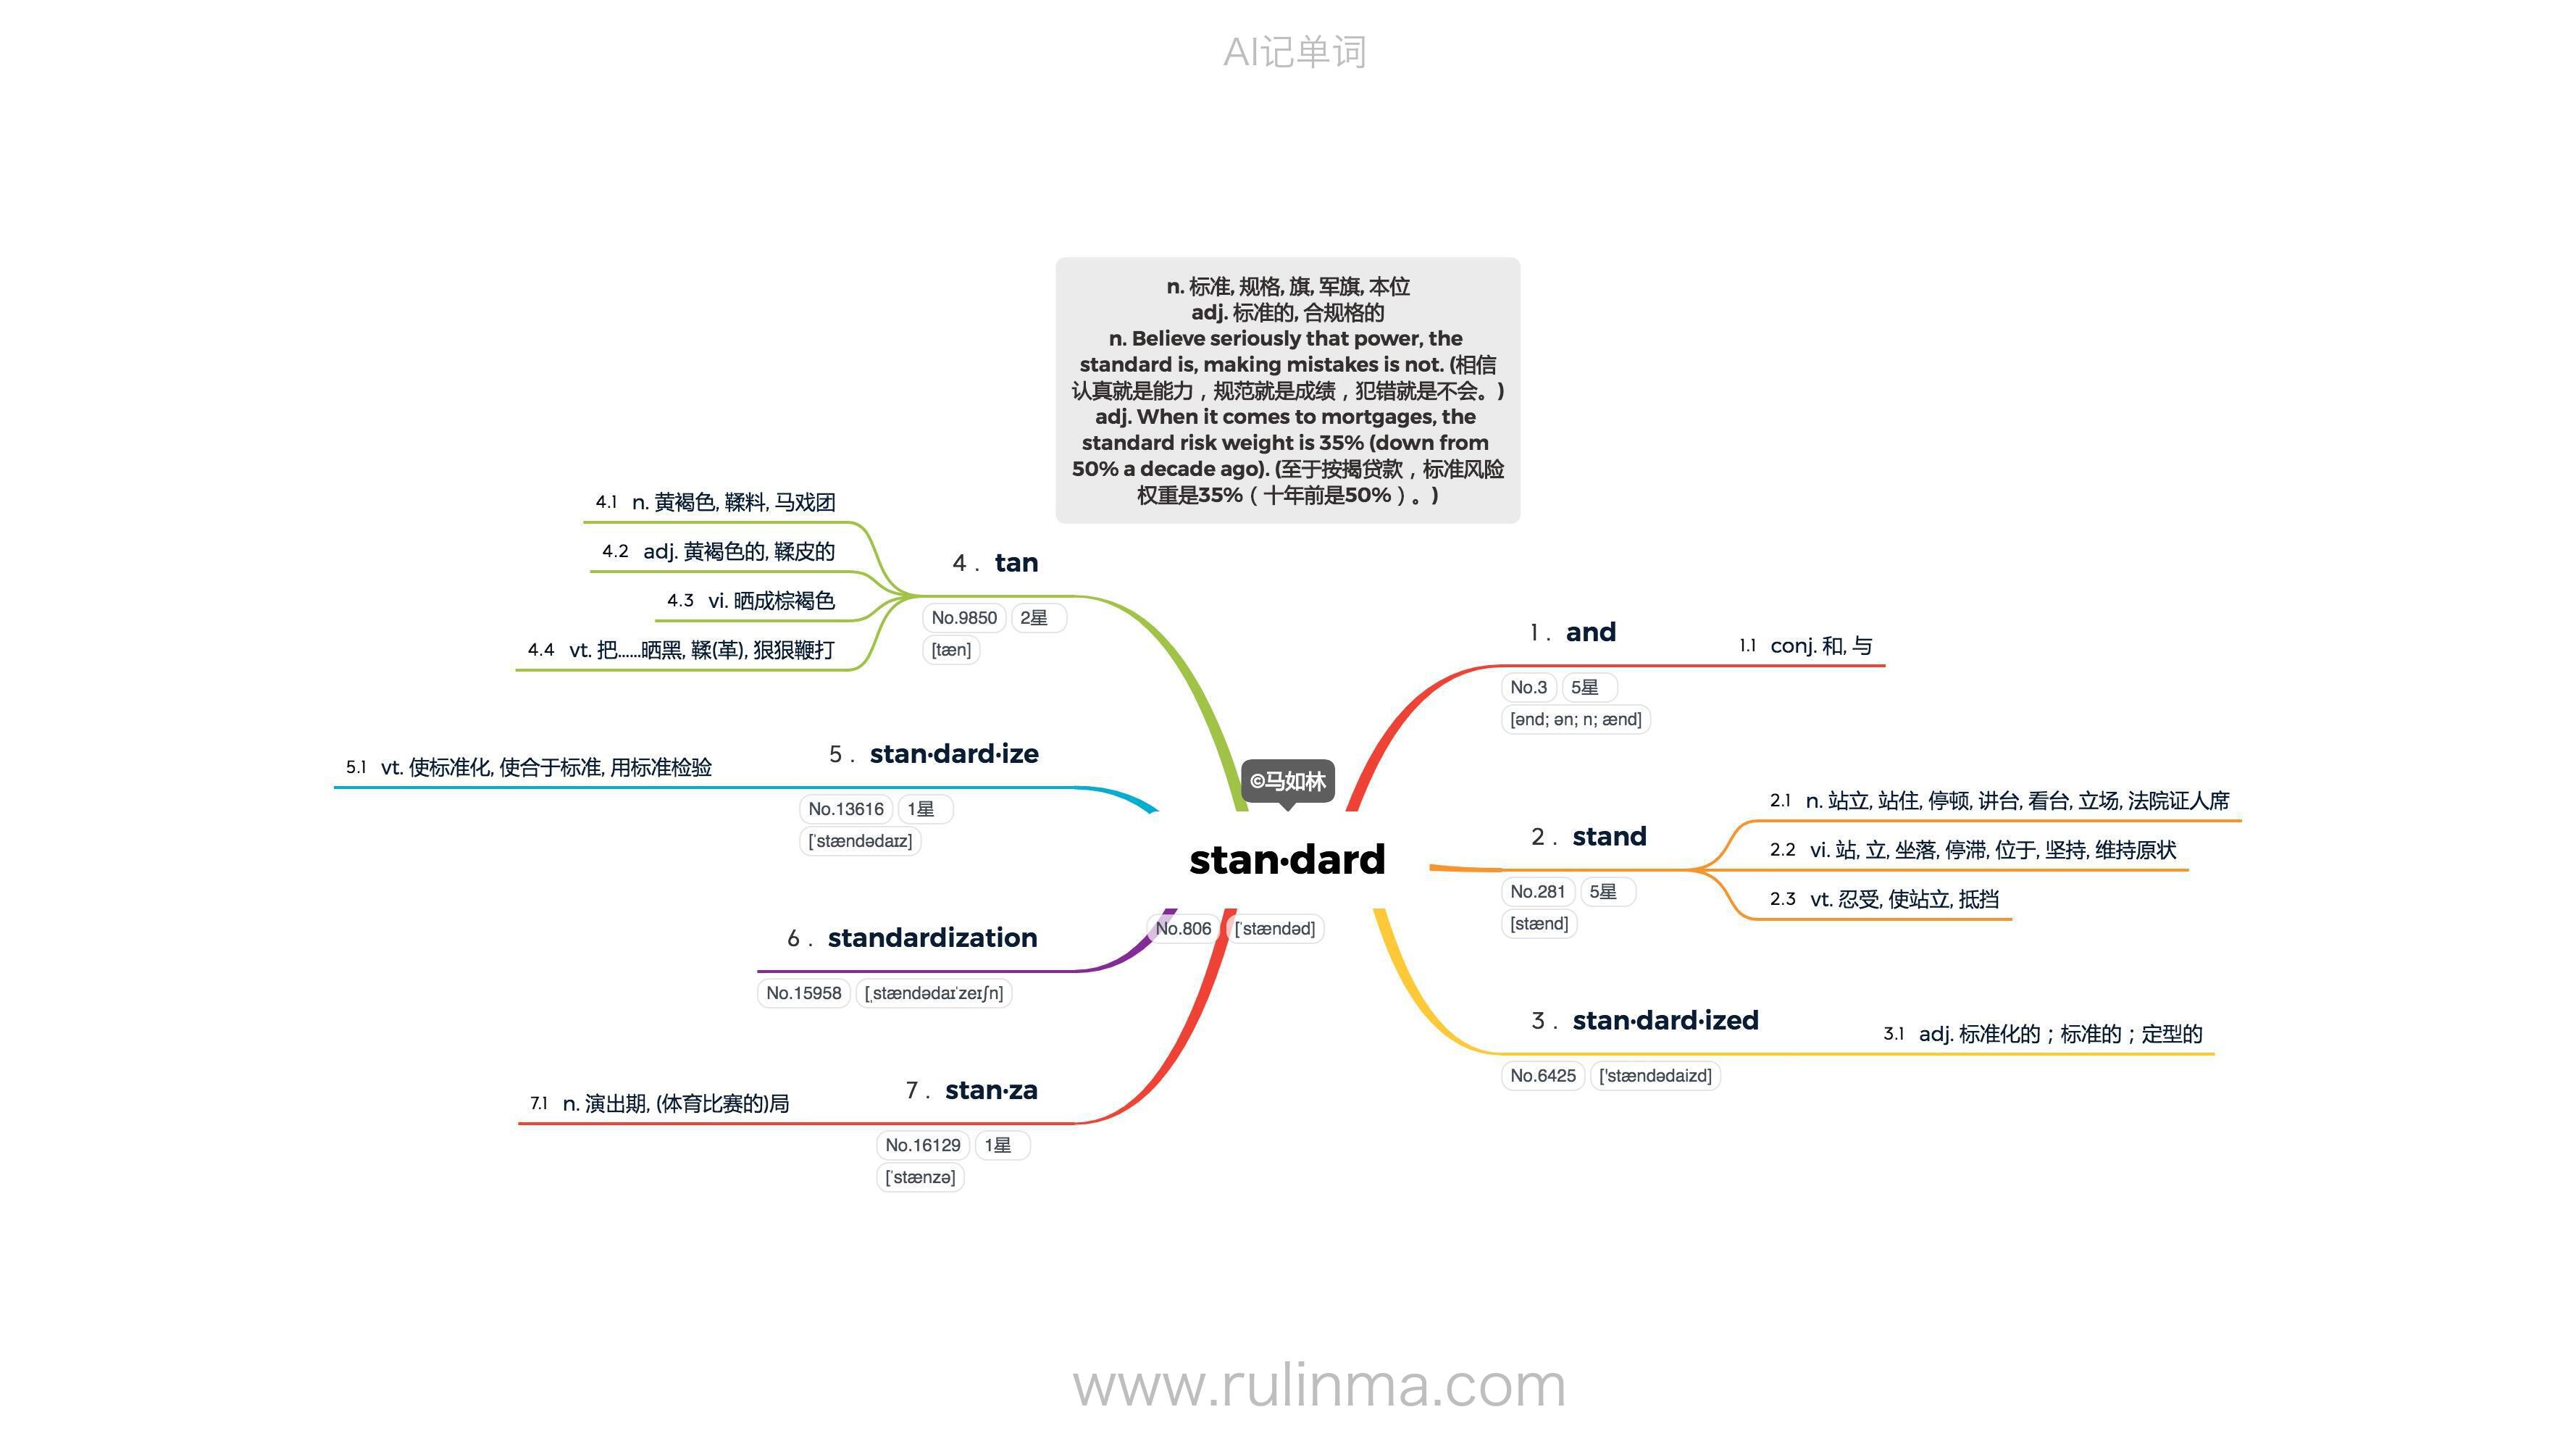 AI记单词
n. 标准, 规格, 旗, 军旗, 本位
adj. 标准的, 合规格的
n. Believe seriously that power, the
standard is, making mistakes is not. (相信
认真就是能力，规范就是成绩，犯错就是不会。)
adj. When it comes to mortgages, the
standard risk weight is 35% (down from
50% a decade ago). (至于按揭贷款，标准风险
权重是35%（十年前是50%）。)
©马如林
stan·dard
No.806 [ˈstændəd]
1. and
No.3 5星
[ənd; ən; n; ænd]
1.1 conj. 和, 与
2. stand
No.281 5星
[stænd]
2.1 n. 站立, 站住, 停顿, 讲台, 看台, 立场, 法院证人席
2.2 vi. 站, 立, 坐落, 停滞, 位于, 坚持, 维持原状
2.3 vt. 忍受, 使站立, 抵挡
3. stan·dard·ized
No.6425 ['stændədaizd]
3.1 adj. 标准化的；标准的；定型的
4. tan
No.9850 2星
[tæn]
4.1 n. 黄褐色, 鞣料, 马戏团
4.2 adj. 黄褐色的, 鞣皮的
4.3 vi. 晒成棕褐色
4.4 vt. 把……晒黑, 鞣(革), 狠狠鞭打
5. stan·dard·ize
No.13616 1星
[ˈstændədaɪz]
5.1 vt. 使标准化, 使合于标准, 用标准检验
6. standardization
No.15958 [ˌstændədaɪˈzeɪʃn]
7. stan·za
No.16129 1星
[ˈstænzə]
7.1 n. 演出期, (体育比赛的)局
www.rulinma.com